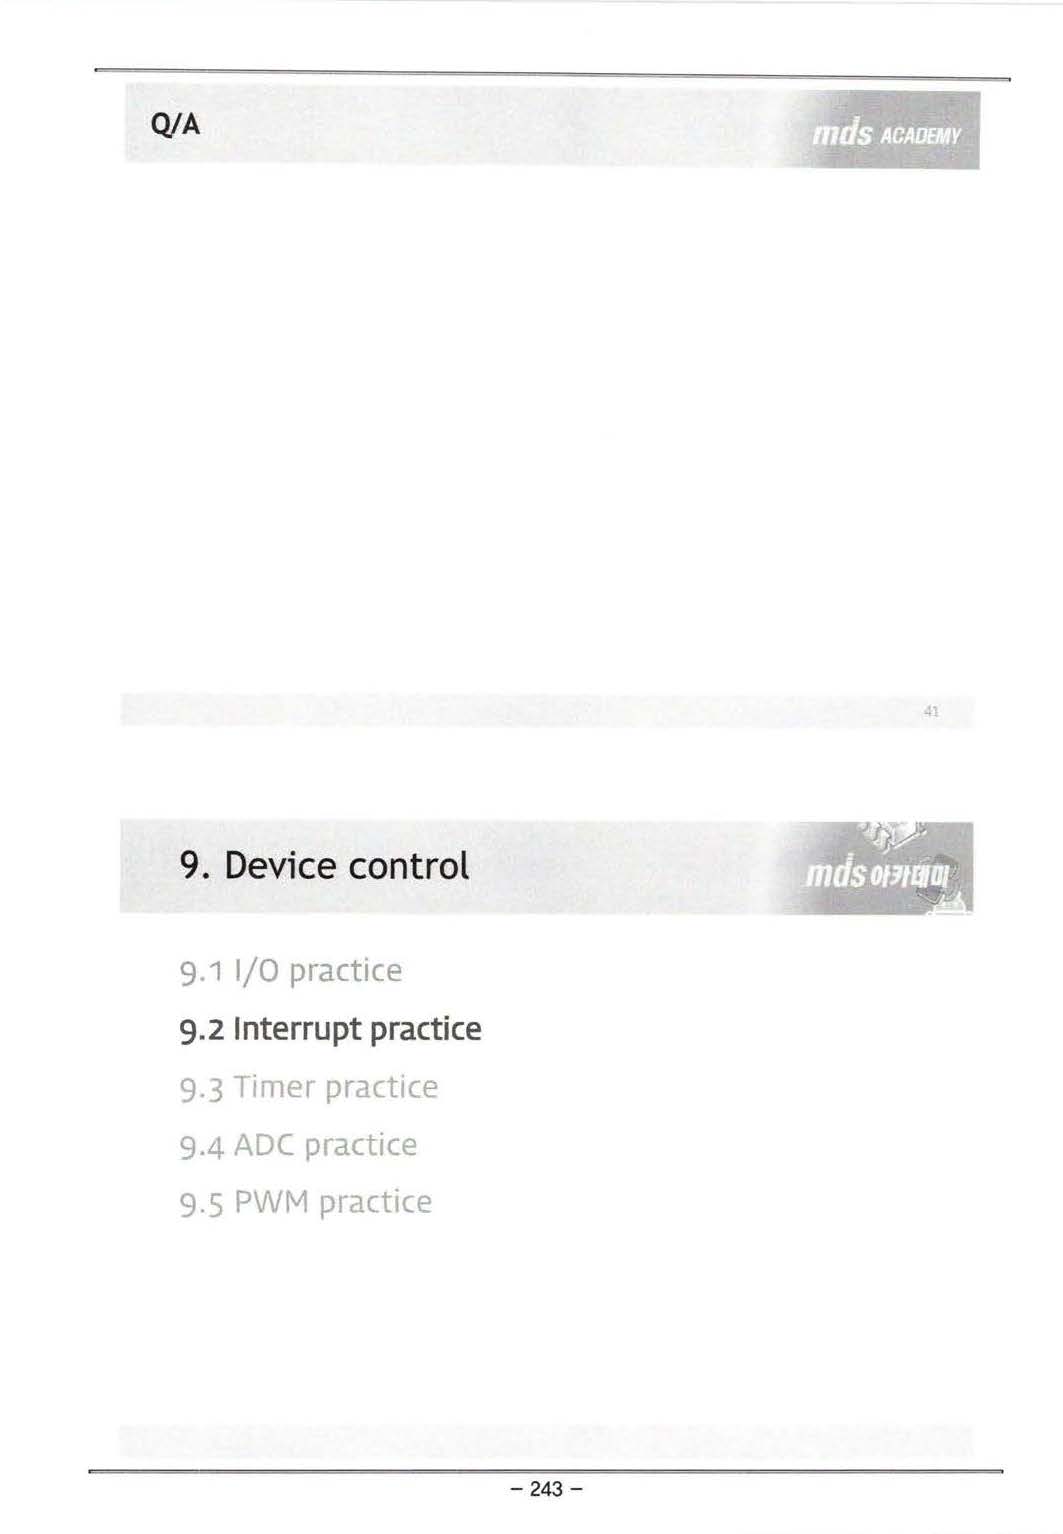 Q/A
mds ACADEMY
41
9. Device control
mds 아카데미
9.1 I/O practice
9.2 Interrupt practice
9.3 Timer practice
9.4 ADC practice
9.5 PWM practice
- 243 -